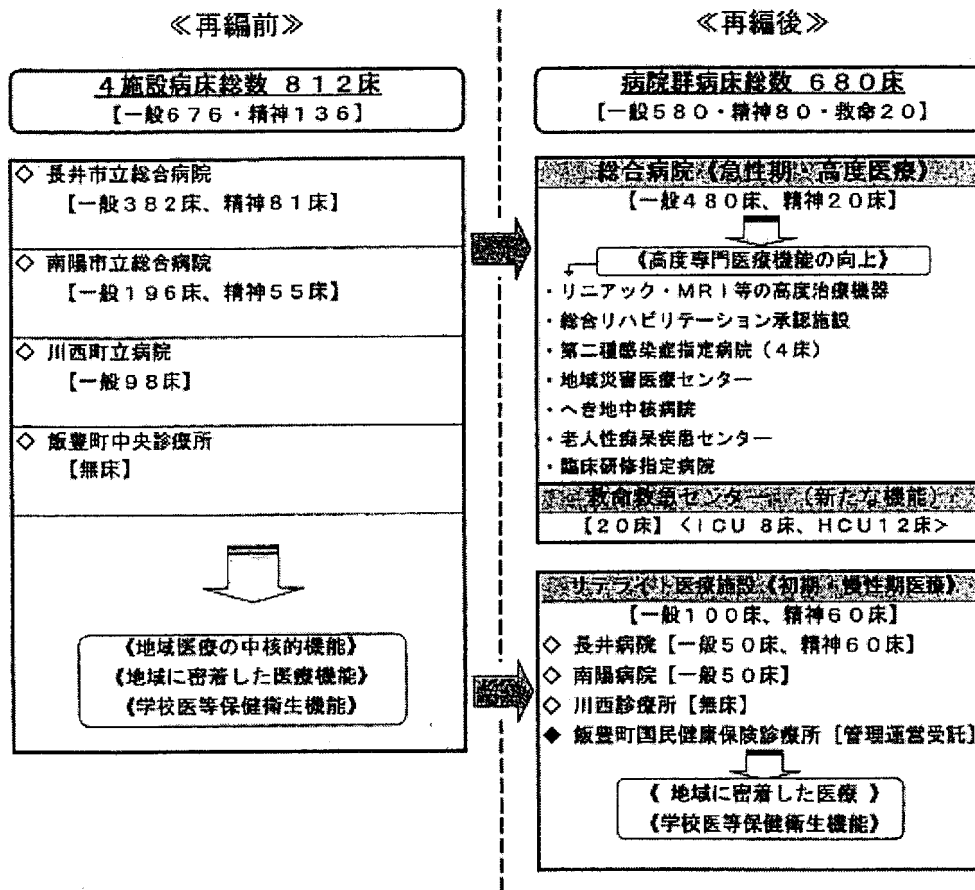 ≪再編前≫
4施設病床総数 812床
[一般676・精神136]
◇ 長井市立総合病院
[一般382床、精神81床]
◇ 南陽市立総合病院
[一般196床、精神55床]
◇ 川西町立病院
[一般98床]
◇ 飯豊町中央診療所
[無床]
《地域医療の中核的機能》
《地域に密着した医療機能》
《学校医等保健衛生機能》
≪再編後≫
病院群病床総数 680床
[一般580・精神80・救命20]
総合病院《急性期・高度医療》
[一般480床、精神20床]
《高度専門医療機能の向上》
・リニアック・MRI等の高度治療機器
・総合リハビリテーション承認施設
・第二種感染症指定病院(4床)
・地域災害医療センター
・へき地中核病院
・老人性痴呆疾患センター
・臨床研修指定病院
救命救急センター (新たな機能)
[20床]<ICU 8床、HCU12床>
サテライト医療施設《初期・慢性期医療》
[一般100床、精神60床]
◇ 長井病院[一般50床、精神60床]
◇ 南陽病院[一般50床]
◇ 川西診療所[無床]
◆ 飯豊町国民健康保険診療所[管理運営受託]
《 地域に密着した医療 》
《学校医等保健衛生機能》